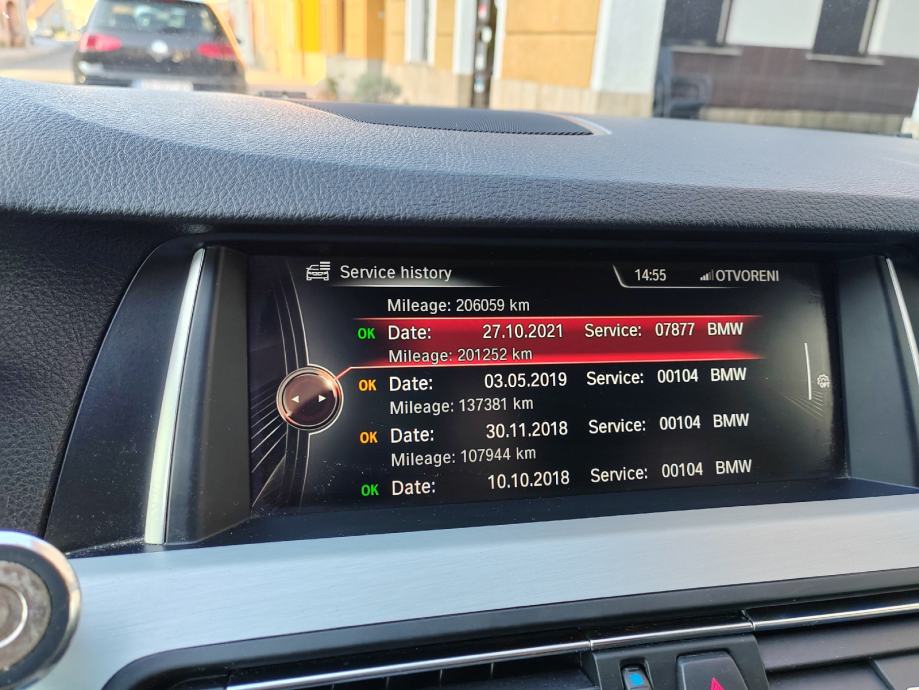 Service history 14:55 OTVORENI
Mileage: 206059 km
OK Date: 27.10.2021 Service: 07877 BMW
Mileage: 201252 km
OK Date: 03.05.2019 Service: 00104 BMW
Mileage: 137381 km
OK Date: 30.11.2018 Service: 00104 BMW
Mileage: 107944 km
OK Date: 10.10.2018 Service: 00104 BMW